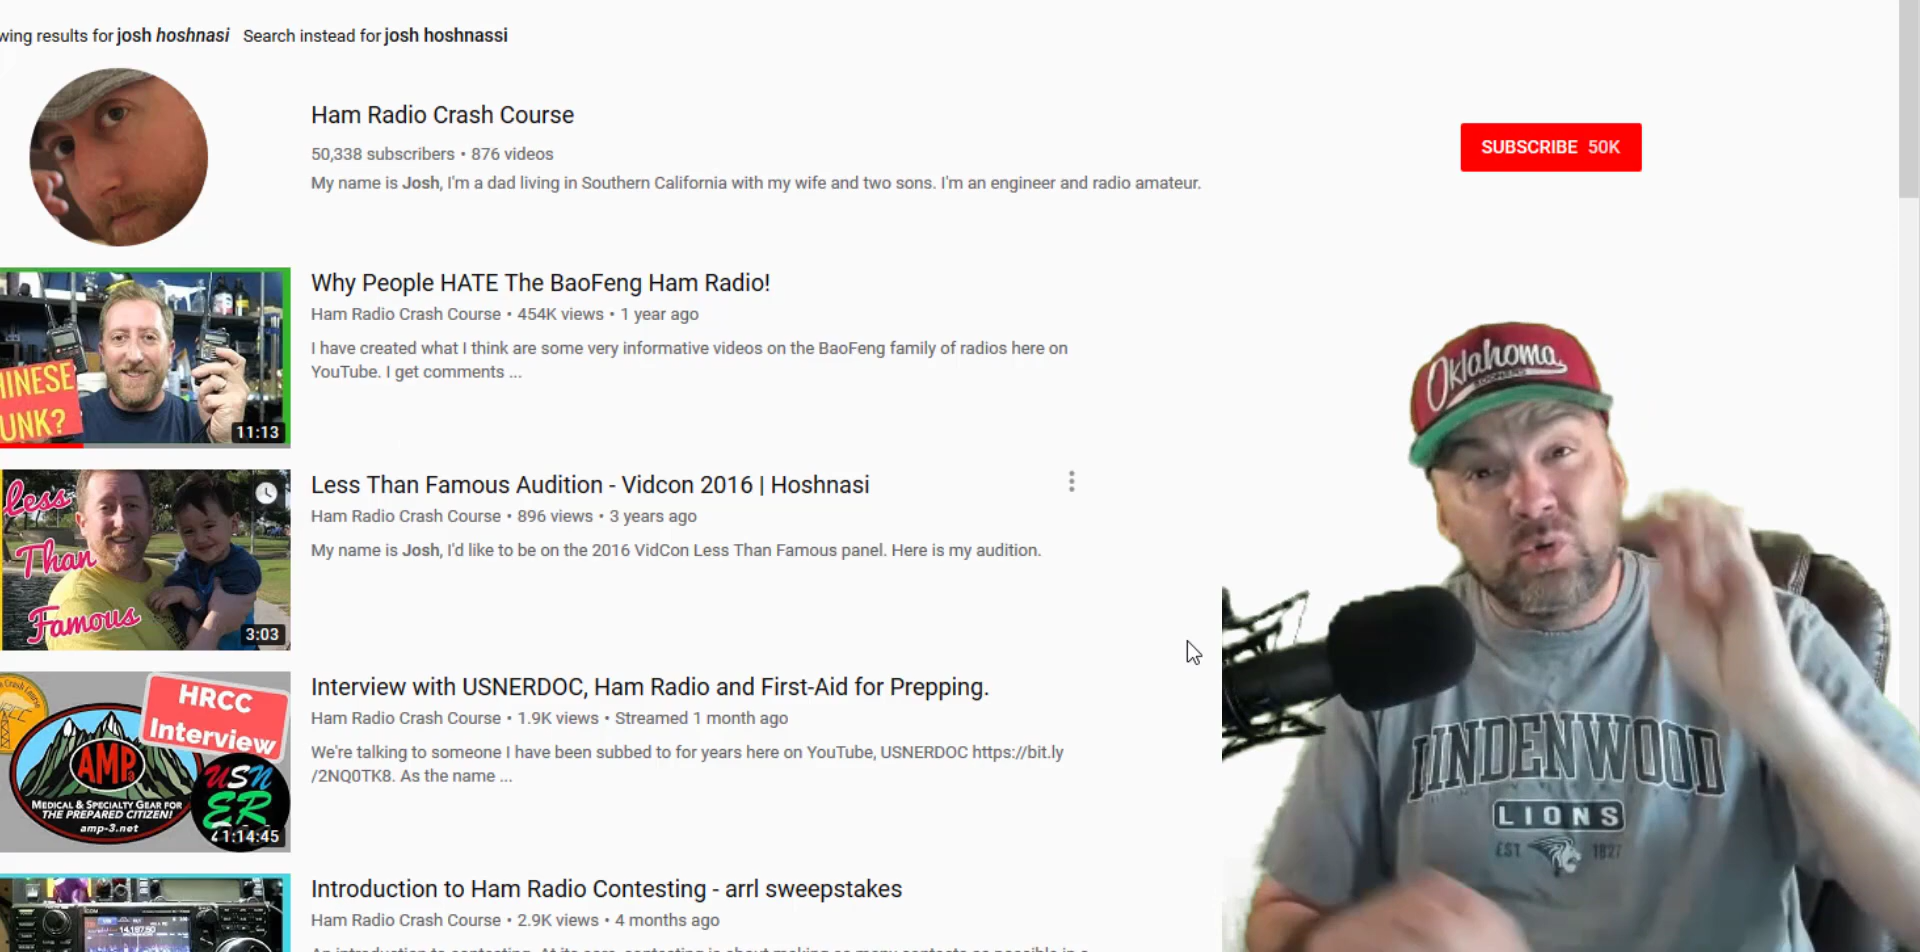 wing results for josh hoshnasi Search instead for josh hoshnassi
Ham Radio Crash Course
50,338 subscribers • 876 videos
My name is Josh, I'm a dad living in Southern California with my wife and two sons. I'm an engineer and radio amateur.
SUBSCRIBE 50K
HINESE
UNK?
11:13
Why People HATE The BaoFeng Ham Radio!
Ham Radio Crash Course • 454K views • 1 year ago
I have created what I think are some very informative videos on the BaoFeng family of radios here on
YouTube. I get comments ...
Less
Than
Famous
3:03
Less Than Famous Audition - Vidcon 2016 | Hoshnasi
Ham Radio Crash Course • 896 views • 3 years ago
My name is Josh, I'd like to be on the 2016 VidCon Less Than Famous panel. Here is my audition.
HRCC
Interview
AMP
MEDICAL & SPECIALTY GEAR FOR
THE PREPARED CITIZEN!
amp-3.net
USN
ER
1:14:45
Interview with USNERDOC, Ham Radio and First-Aid for Prepping.
Ham Radio Crash Course • 1.9K views • Streamed 1 month ago
We're talking to someone I have been subbed to for years here on YouTube, USNERDOC https://bit.ly
/2NQ0TK8. As the name ...
Introduction to Ham Radio Contesting - arrl sweepstakes
Ham Radio Crash Course • 2.9K views • 4 months ago
Oklahoma
LINDENWOOD
LIONS
EST 1827